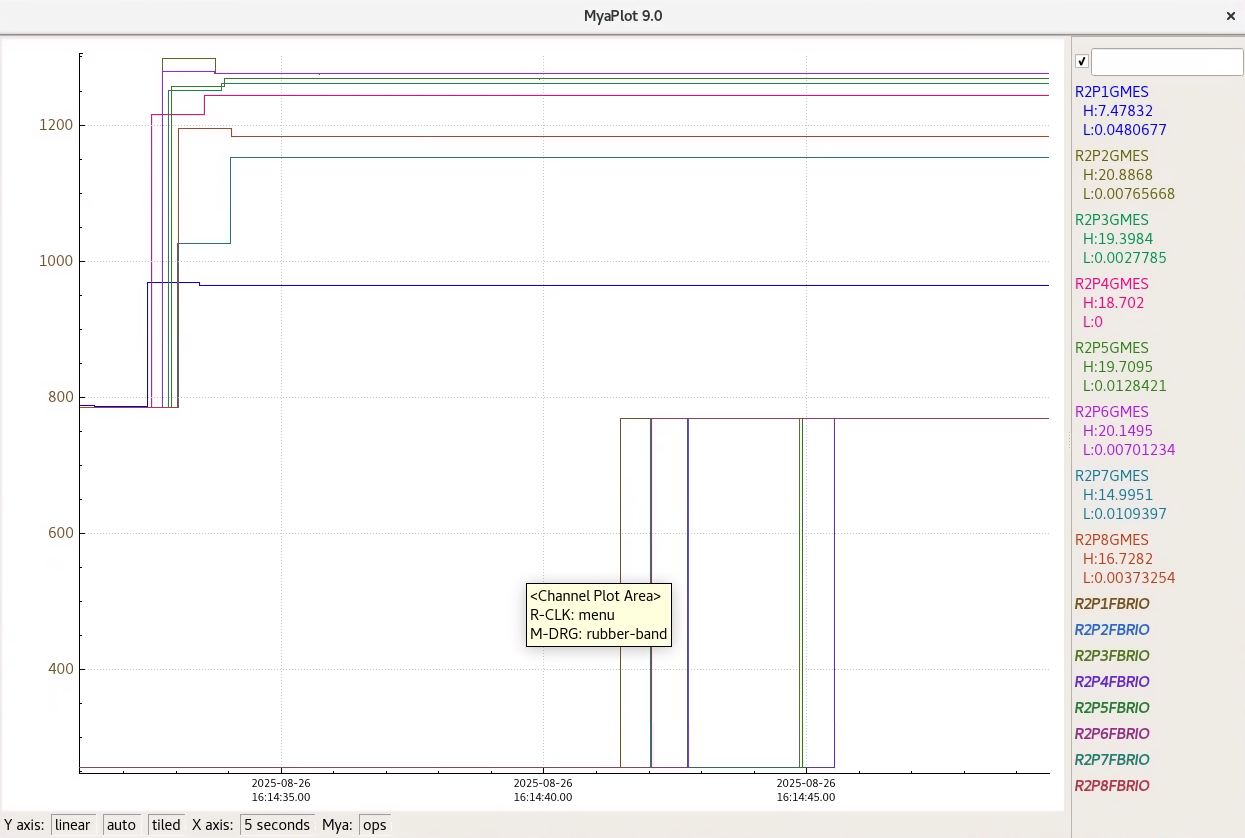 MyaPlot 9.0
×
1200
1000
800
600
400
<Channel Plot Area>
R-CLK: menu
M-DRG: rubber-band
2025-08-26
16:14:35.00
2025-08-26
16:14:40.00
2025-08-26
16:14:45.00
R2P1GMES
H:7.47832
L:0.0480677
R2P2GMES
H:20.8868
L:0.00765668
R2P3GMES
H:19.3984
L:0.0027785
R2P4GMES
H:18.702
L:0
R2P5GMES
H:19.7095
L:0.0128421
R2P6GMES
H:20.1495
L:0.00701234
R2P7GMES
H:14.9951
L:0.0109397
R2P8GMES
H:16.7282
L:0.00373254
R2P1FBRIO
R2P2FBRIO
R2P3FBRIO
R2P4FBRIO
R2P5FBRIO
R2P6FBRIO
R2P7FBRIO
R2P8FBRIO
Y axis: linear auto tiled X axis: 5 seconds Mya: ops